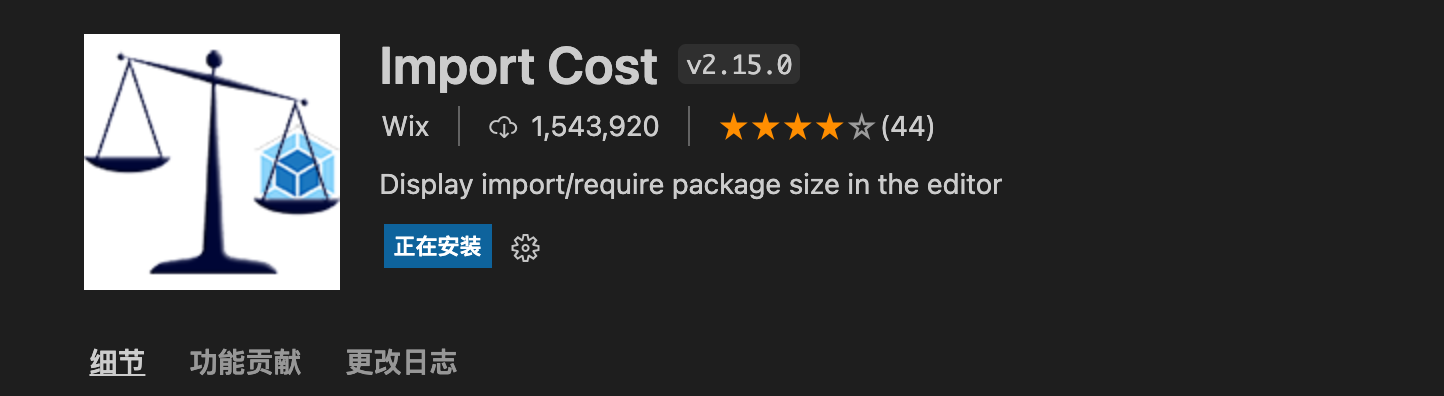 Import Cost v2.15.0
Wix 1,543,920 (44)
Display import/require package size in the editor
正在安装
细节 功能贡献 更改日志